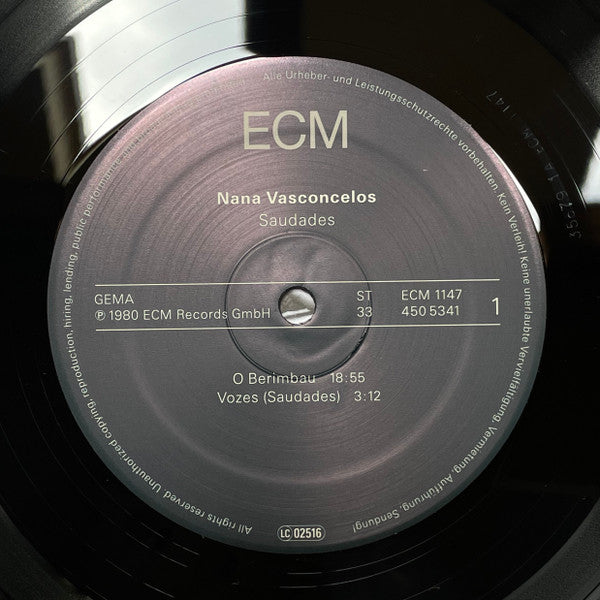 ECM
Nana Vasconcelos
Saudades
GEMA
℗ 1980 ECM Records GmbH
ST
33
ECM 1147
450 5341
1
O Berimbau 18:55
Vozes (Saudades) 3:12
LC 02516
Alle Urheber- und Leistungsschutzrechte vorbehalten. Kein Verleih! Keine unerlaubte Vervielfältigung, Vermietung, Aufführung, Sendung!
All rights reserved. Unauthorized copying, reproduction, hiring, lending, public performance